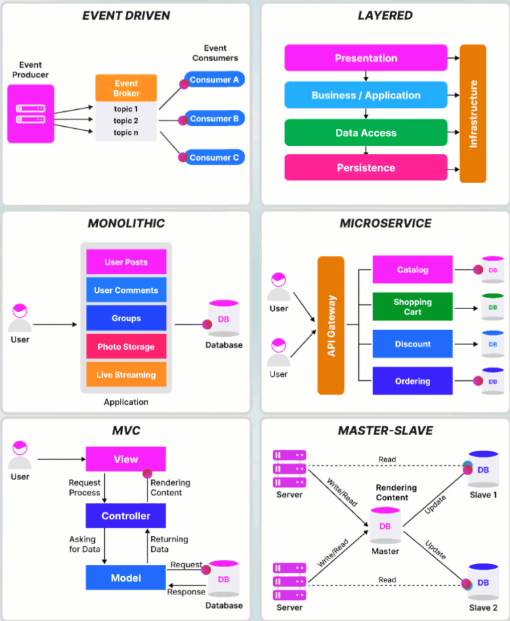 EVENT DRIVEN
Event
Producer
Event
Broker
topic 1
topic 2
topic n
Event
Consumers
Consumer A
Consumer B
Consumer C
LAYERED
Presentation
Business / Application
Data Access
Persistence
Infrastructure
MONOLITHIC
User
User Posts
User Comments
Groups
Photo Storage
Live Streaming
Application
DB
Database
MICROSERVICE
User
User
API Gateway
Catalog
Shopping
Cart
Discount
Ordering
DB
DB
DB
DB
MVC
User
View
Request
Process
Rendering
Content
Controller
Asking
for Data
Returning
Data
Model
Request
Response
DB
Database
MASTER-SLAVE
Server
Read
Write/Read
Rendering
Content
DB
Master
Update
DB
Slave 1
Server
Write/Read
Read
Update
DB
Slave 2